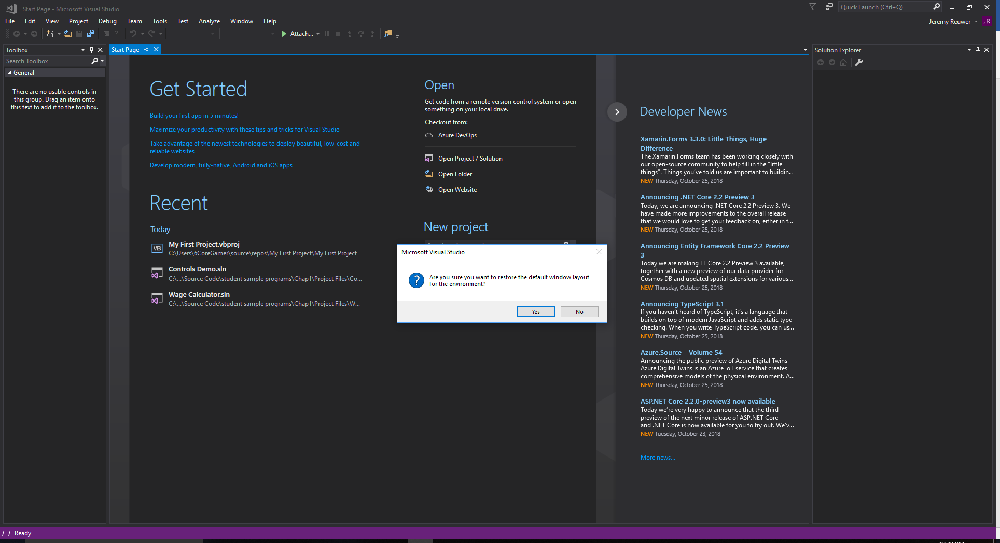 Start Page - Microsoft Visual Studio
Quick Launch (Ctrl+Q)
File Edit View Project Debug Team Tools Test Analyze Window Help
Jeremy Reuwer JR
Attach...
Toolbox
Search Toolbox
General
There are no usable controls in
this group. Drag an item onto
this text to add it to the toolbox.
Start Page
Get Started
Build your first app in 5 minutes!
Maximize your productivity with these tips and tricks for Visual Studio
Take advantage of the newest technologies to deploy beautiful, low-cost and
reliable websites
Develop modern, fully-native, Android and iOS apps
Recent
Today
VB
My First Project.vbproj
C:\Users\6CoreGamer\source\repos\My First Project\My First Project
Controls Demo.sln
C:\...\Source Code\student sample programs\Chap1\Project Files\Co...
Wage Calculator.sln
C:\...\Source Code\student sample programs\Chap1\Project Files\W...
Open
Get code from a remote version control system or open
something on your local drive.
Checkout from:
Azure DevOps
Open Project / Solution
Open Folder
Open Website
New project
Microsoft Visual Studio
Are you sure you want to restore the default window layout
for the environment?
Yes
No
Developer News
Xamarin.Forms 3.3.0: Little Things, Huge
Difference
The Xamarin.Forms team has been working closely with
our open-source community to help fill in the “little
things”. Things you’ve told us are important to buildin...
NEW Thursday, October 25, 2018
Announcing .NET Core 2.2 Preview 3
Today, we are announcing .NET Core 2.2 Preview 3. We
have made more improvements to the overall release
that we would love to get your feedback on, either in t...
NEW Thursday, October 25, 2018
Announcing Entity Framework Core 2.2 Preview
3
Today we are making EF Core 2.2 Preview 3 available,
together with a new preview of our data provider for
Cosmos DB and updated spatial extensions for various...
NEW Thursday, October 25, 2018
Announcing TypeScript 3.1
If you haven’t heard of TypeScript, it’s a language that
builds on top of modern JavaScript and adds static type-
checking. When you write TypeScript code, you can us...
NEW Thursday, October 25, 2018
Azure.Source – Volume 54
Announcing the public preview of Azure Digital Twins -
Azure Digital Twins is an Azure IoT service that creates
comprehensive models of the physical environment. A...
NEW Thursday, October 25, 2018
ASP.NET Core 2.2.0-preview3 now available
Today we’re very happy to announce that the third
preview of the next minor release of ASP.NET Core
and .NET Core is now available for you to try out. We’v...
NEW Tuesday, October 23, 2018
More news...
Solution Explorer
Ready